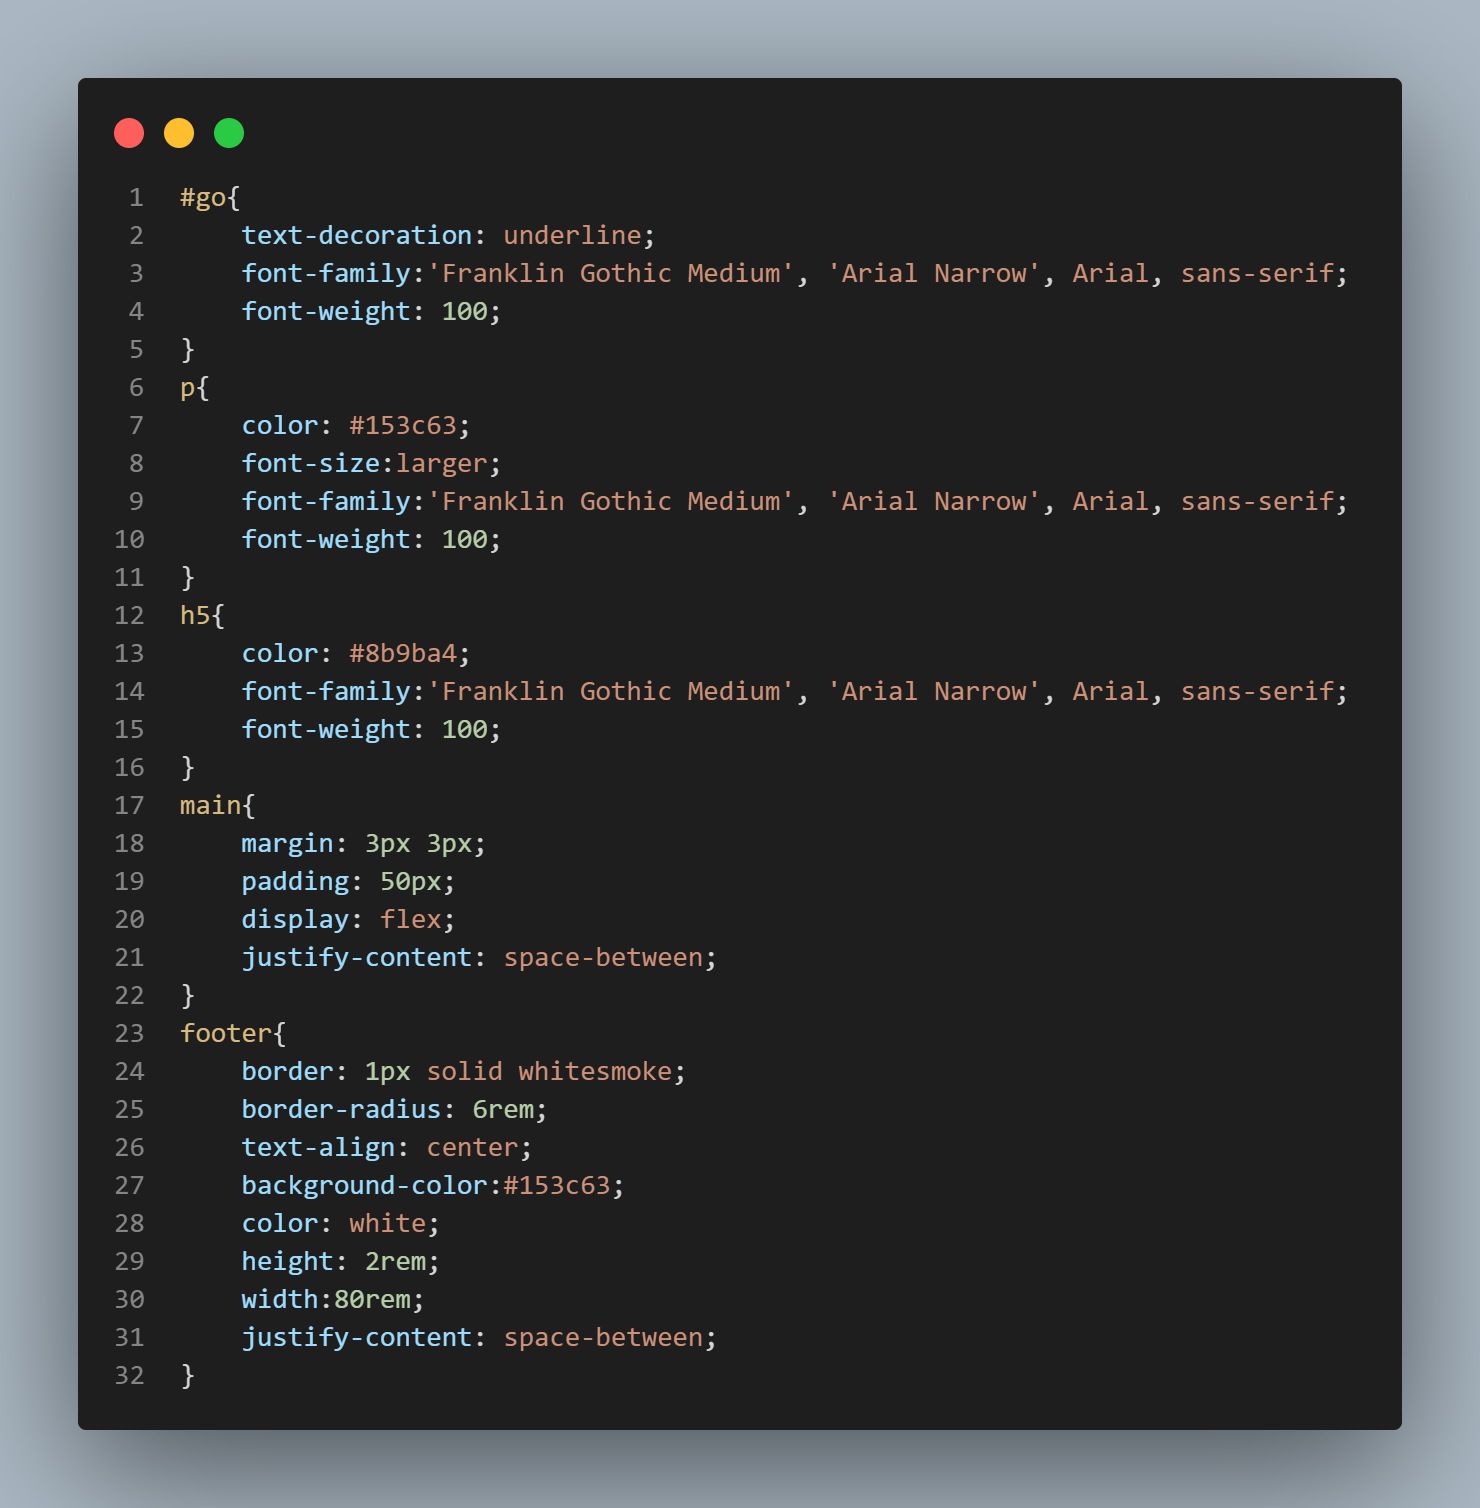 1 #go{
2     text-decoration: underline;
3     font-family:'Franklin Gothic Medium', 'Arial Narrow', Arial, sans-serif;
4     font-weight: 100;
5 }
6 p{
7     color: #153c63;
8     font-size:larger;
9     font-family:'Franklin Gothic Medium', 'Arial Narrow', Arial, sans-serif;
10     font-weight: 100;
11 }
12 h5{
13     color: #8b9ba4;
14     font-family:'Franklin Gothic Medium', 'Arial Narrow', Arial, sans-serif;
15     font-weight: 100;
16 }
17 main{
18     margin: 3px 3px;
19     padding: 50px;
20     display: flex;
21     justify-content: space-between;
22 }
23 footer{
24     border: 1px solid whitesmoke;
25     border-radius: 6rem;
26     text-align: center;
27     background-color:#153c63;
28     color: white;
29     height: 2rem;
30     width:80rem;
31     justify-content: space-between;
32 }